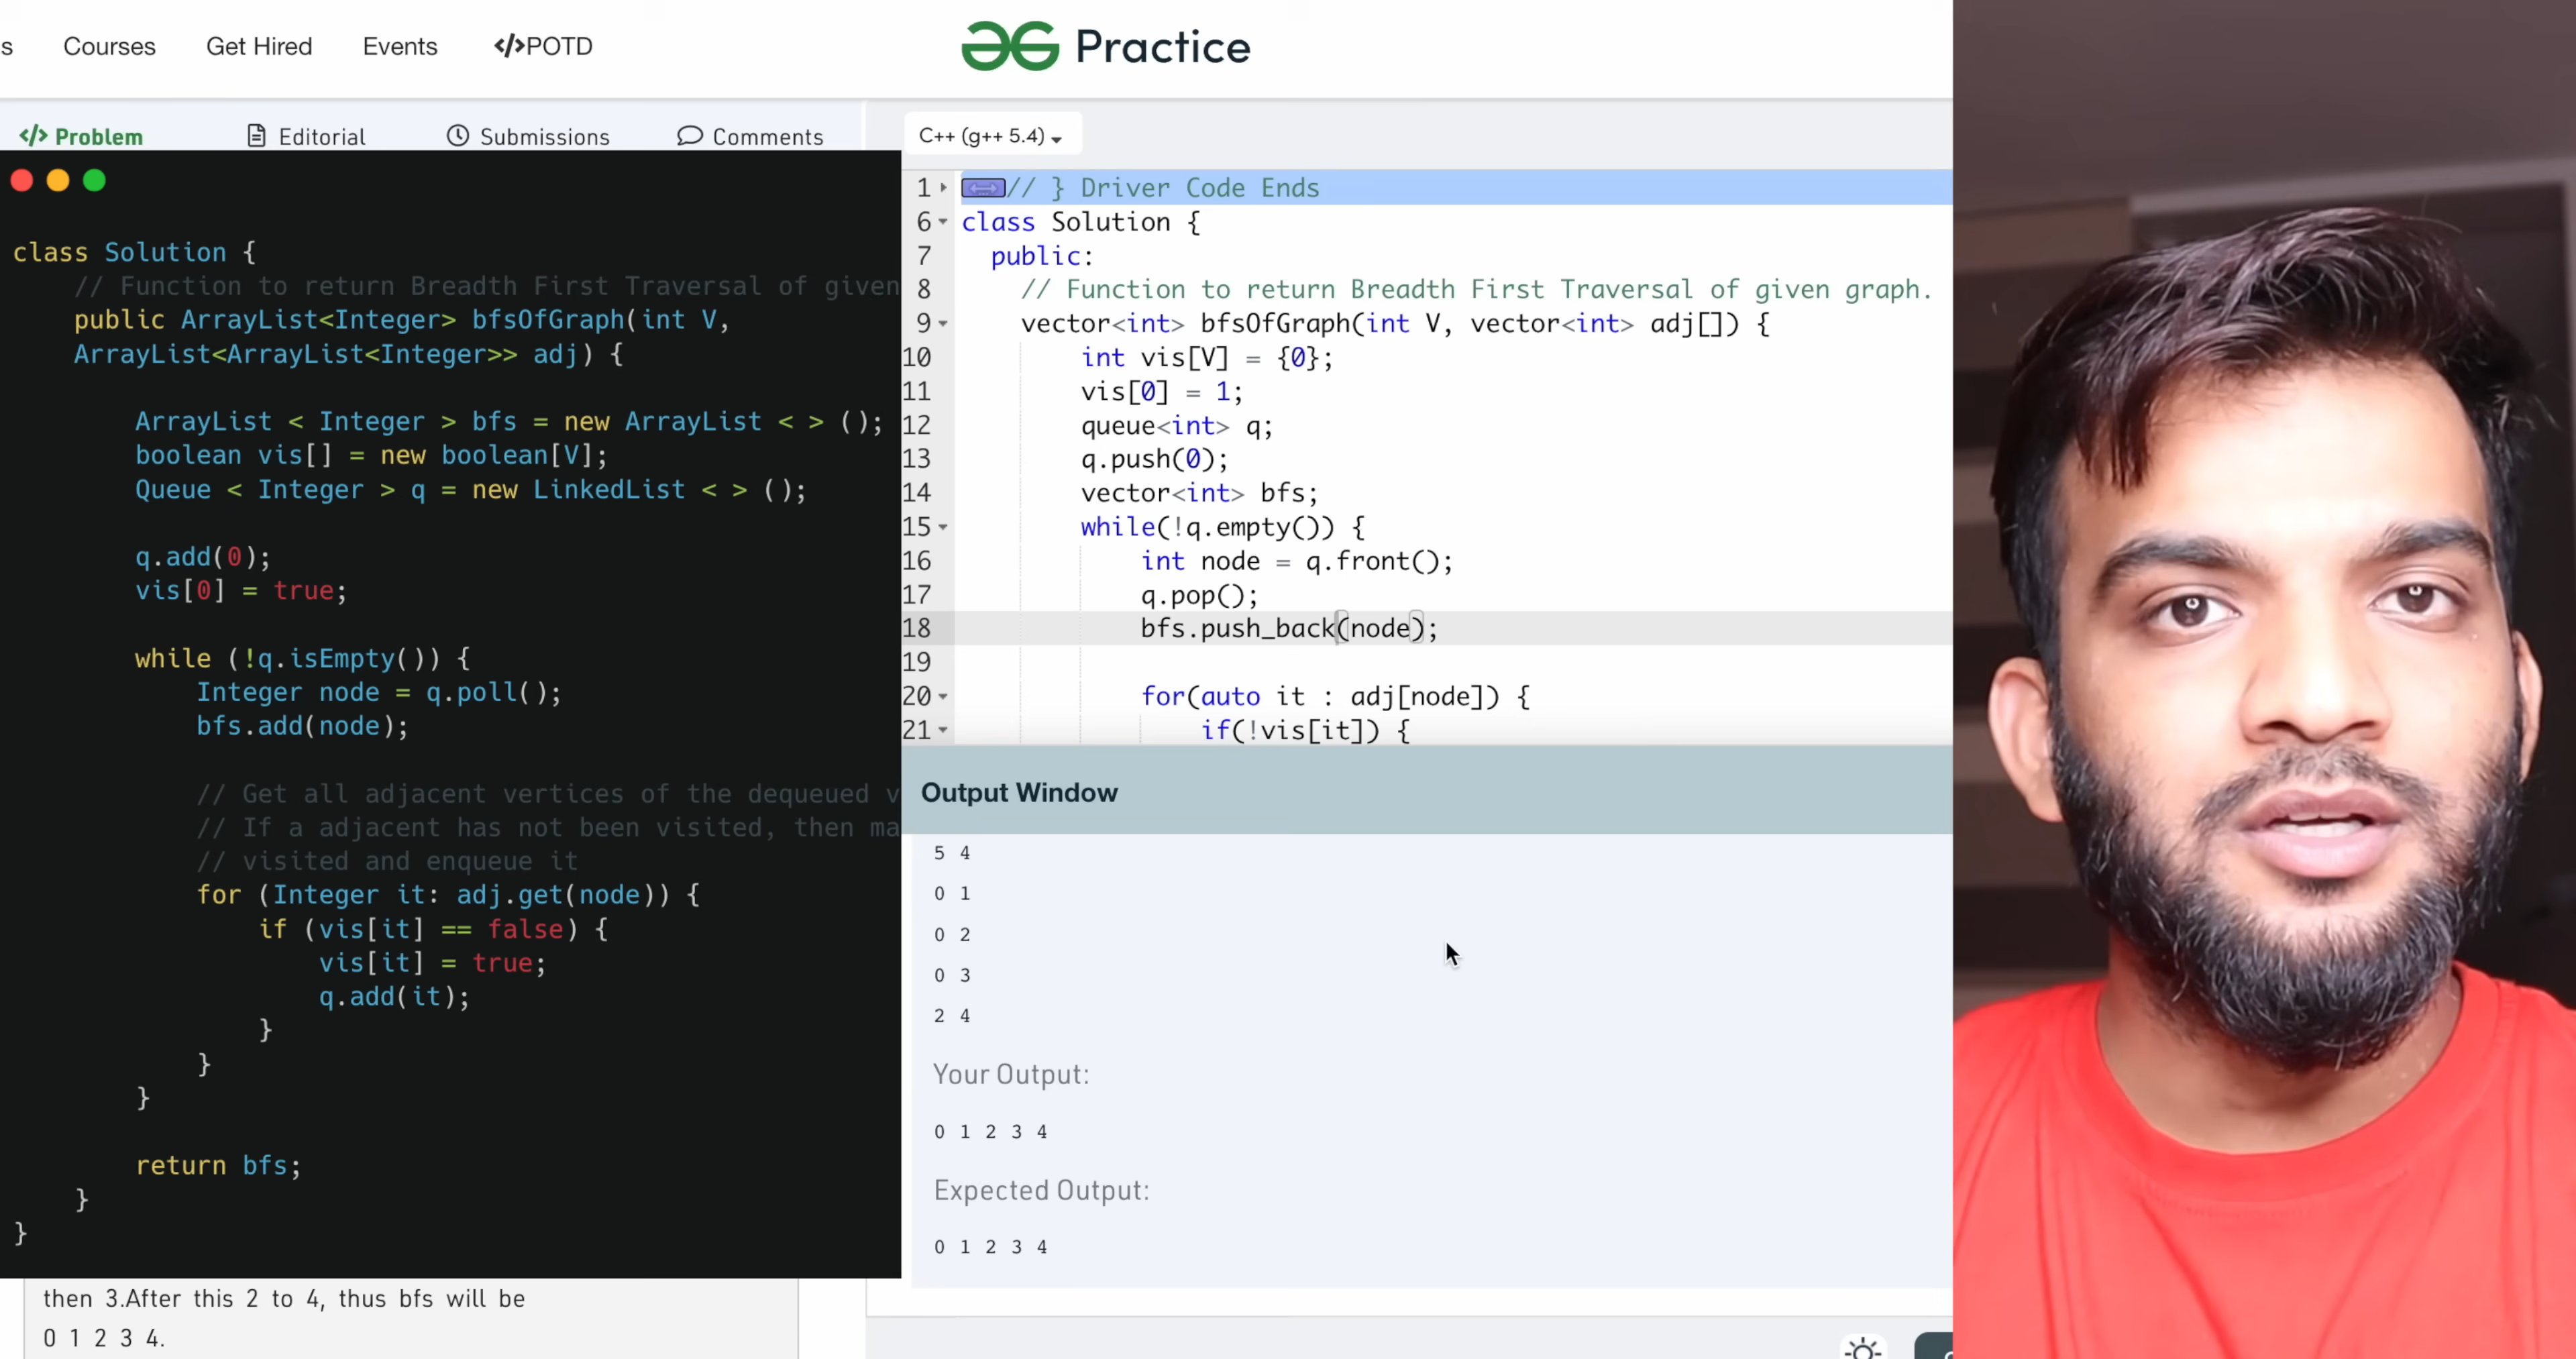 s Courses Get Hired Events </>POTD Practice
</> Problem Editorial Submissions Comments
class Solution {
// Function to return Breadth First Traversal of given
public ArrayList<Integer> bfsOfGraph(int V,
ArrayList<ArrayList<Integer>> adj) {
ArrayList < Integer > bfs = new ArrayList < > ();
boolean vis[] = new boolean[V];
Queue < Integer > q = new LinkedList < > ();
q.add(0);
vis[0] = true;
while (!q.isEmpty()) {
Integer node = q.poll();
bfs.add(node);
// Get all adjacent vertices of the dequeued v
// If a adjacent has not been visited, then ma
// visited and enqueue it
for (Integer it: adj.get(node)) {
if (vis[it] == false) {
vis[it] = true;
q.add(it);
}
}
}
return bfs;
}
}
then 3.After this 2 to 4, thus bfs will be
0 1 2 3 4.
C++ (g++ 5.4)
1 // } Driver Code Ends
6 class Solution {
7 public:
8 // Function to return Breadth First Traversal of given graph.
9 vector<int> bfsOfGraph(int V, vector<int> adj[]) {
10 int vis[V] = {0};
11 vis[0] = 1;
12 queue<int> q;
13 q.push(0);
14 vector<int> bfs;
15 while(!q.empty()) {
16 int node = q.front();
17 q.pop();
18 bfs.push_back(node);
19
20 for(auto it : adj[node]) {
21 if(!vis[it]) {
Output Window
5 4
0 1
0 2
0 3
2 4
Your Output:
0 1 2 3 4
Expected Output:
0 1 2 3 4